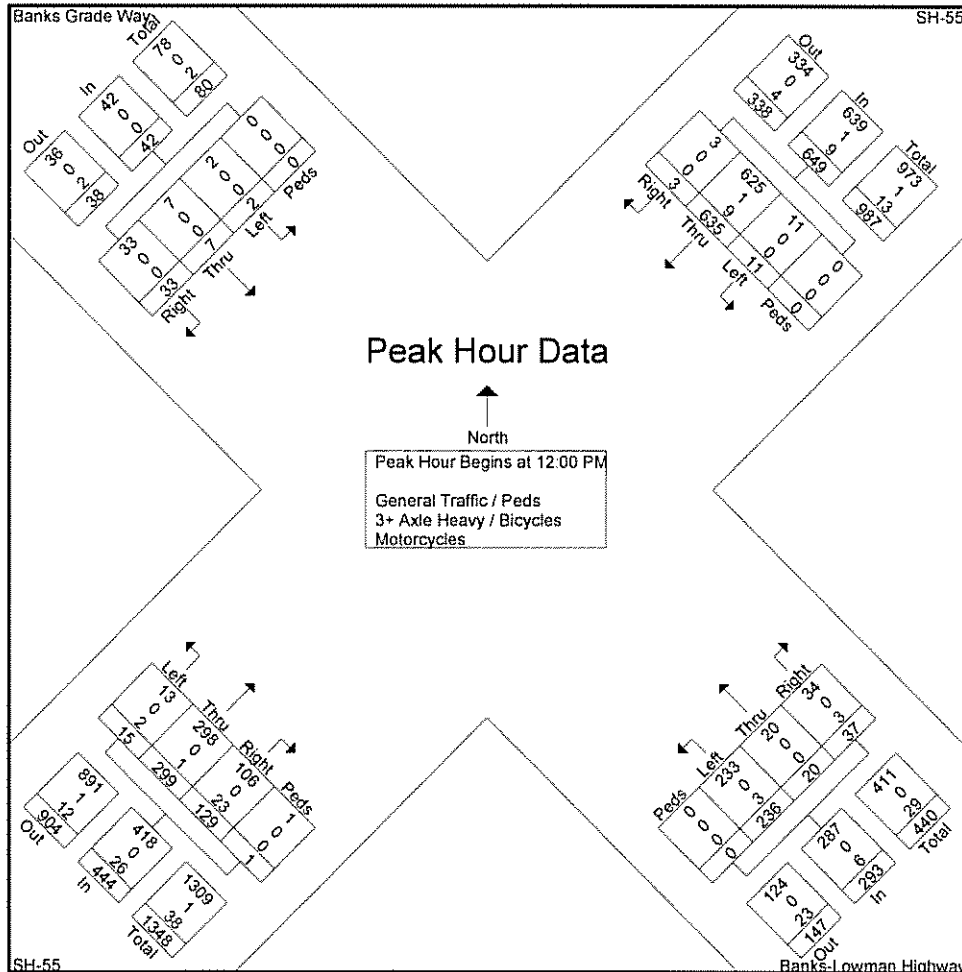 Banks Grade Way
SH-55
Out
In
Total
36
0
2
38
42
0
0
42
78
0
2
80
33
0
0
33
7
0
0
7
2
0
0
2
0
0
0
0
Right
Thru
Left
Peds
Out
In
Total
334
0
4
338
639
1
9
649
973
1
13
987
3
0
0
3
625
1
9
635
11
0
0
11
0
0
0
0
Right
Thru
Left
Peds
Peak Hour Data
North
Peak Hour Begins at 12:00 PM
General Traffic / Peds
3+ Axle Heavy / Bicycles
Motorcycles
Left
Thru
Right
Peds
13
0
2
15
298
0
1
299
106
0
23
129
1
0
0
1
891
1
12
904
418
0
26
444
1309
1
38
1348
Out
In
Total
Peds
Left
Thru
Right
0
0
0
0
233
0
3
236
20
0
0
20
34
0
3
37
124
0
23
147
287
0
6
293
411
0
29
440
Out
In
Total
SH-55
Banks-Lowman Highway